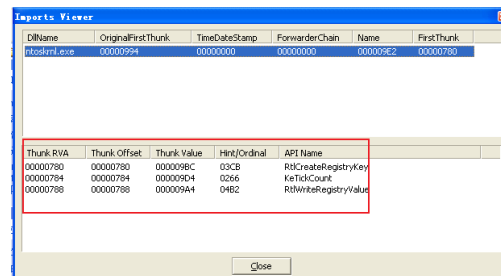 Imports Viewer
DllName OriginalFirstThunk TimeDateStamp ForwarderChain Name FirstThunk
ntoskrnl.exe 00000994 00000000 00000000 000009E2 00000780
Thunk RVA Thunk Offset Thunk Value Hint/Ordinal API Name
00000780 00000780 000009BC 03CB RtlCreateRegistryKey
00000784 00000784 000009D4 0266 KeTickCount
00000788 00000788 000009A4 04B2 RtlWriteRegistryValue
Close